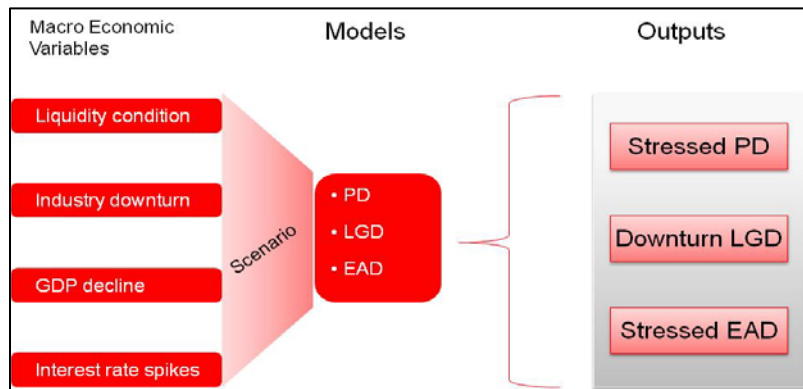 Macro Economic
Variables
Models
Outputs
Liquidity condition
Industry downturn
GDP decline
Interest rate spikes
Scenario
• PD
• LGD
• EAD
Stressed PD
Downturn LGD
Stressed EAD